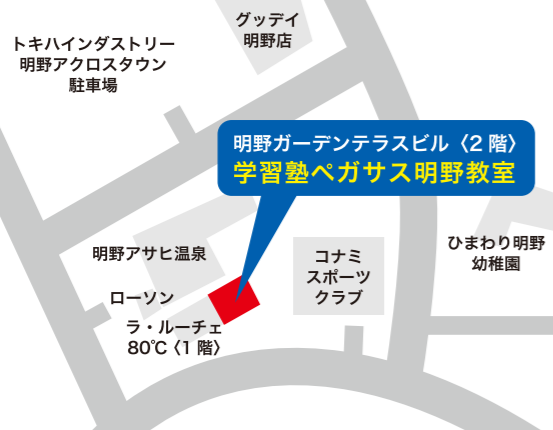 グッデイ
明野店
トキハインダストリー
明野アクロスタウン
駐車場
明野ガーデンテラスビル〈2階〉
学習塾ペガサス明野教室
明野アサヒ温泉
コナミ
スポーツ
クラブ
ひまわり明野
幼稚園
ローソン
ラ・ルーチェ
80℃〈1階〉